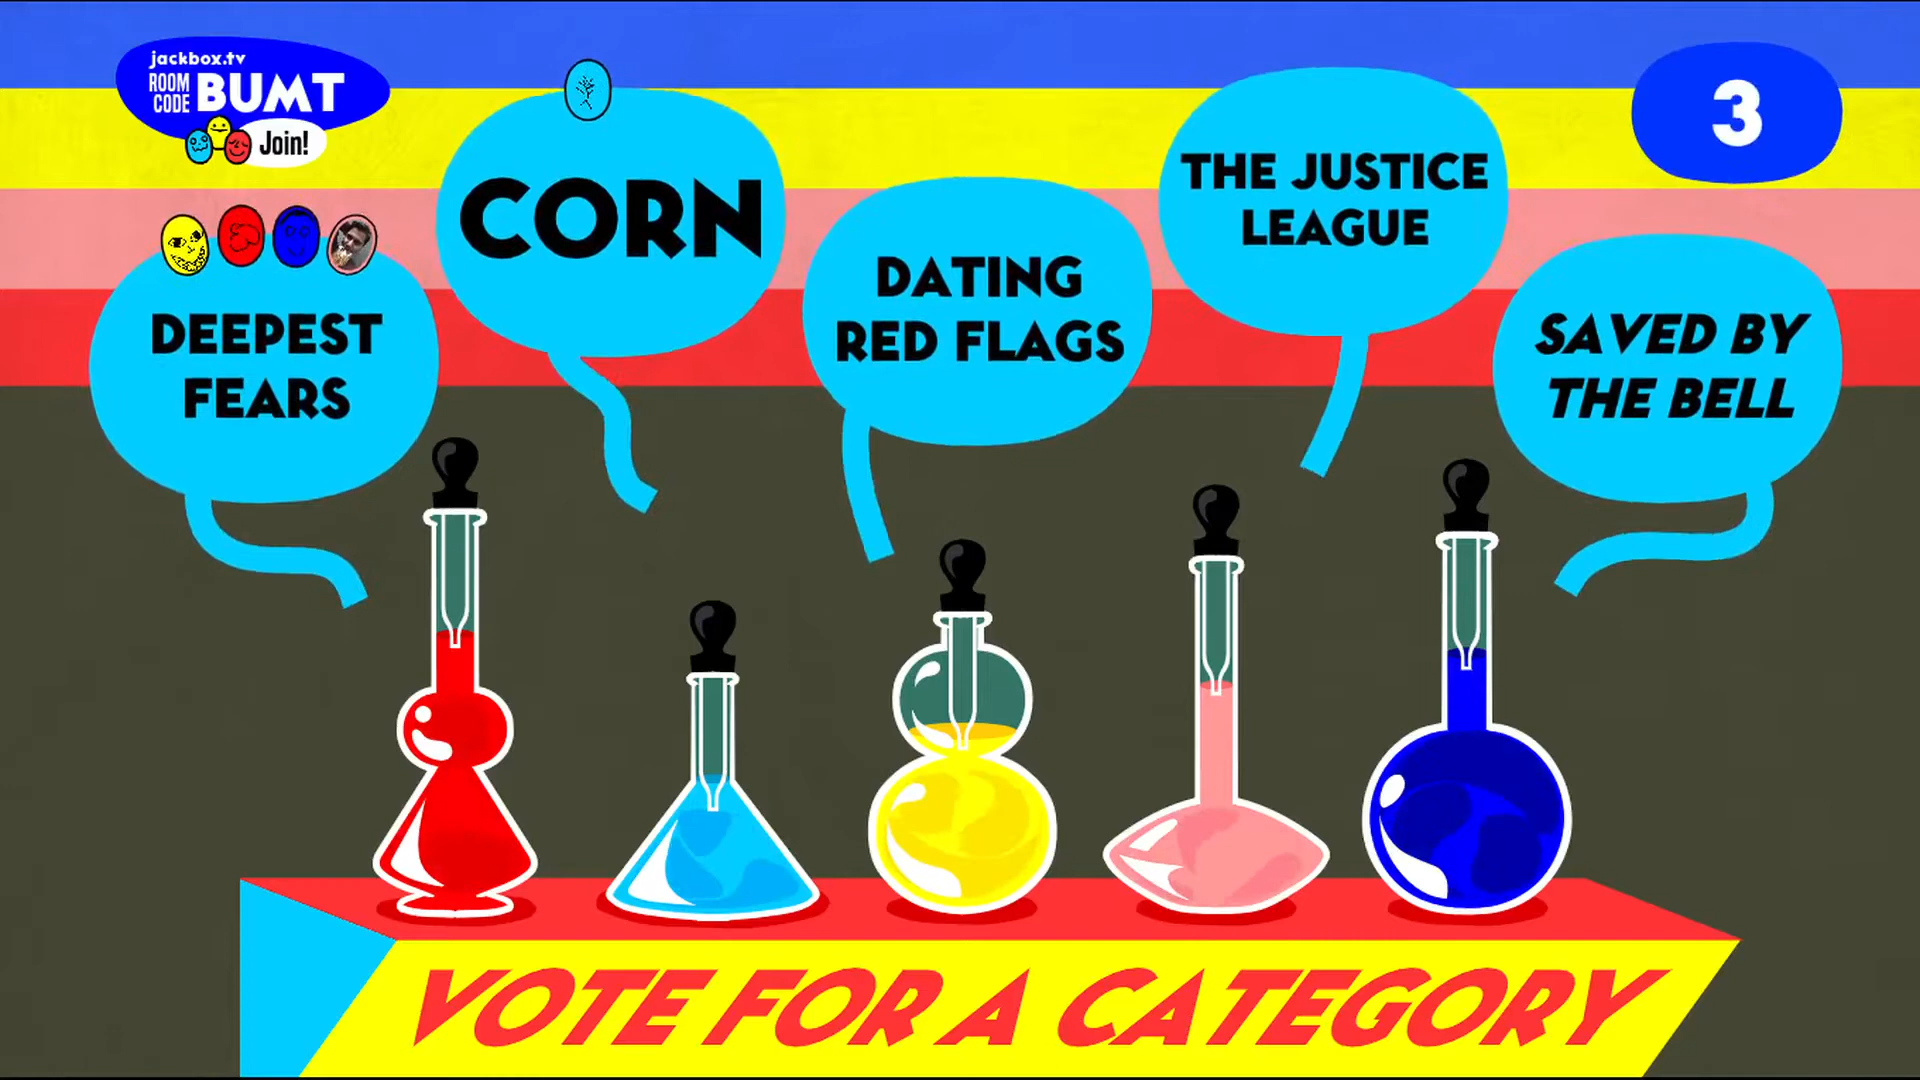 jackbox.tv
ROOM CODE BUMT
Join!
3
DEEPEST
FEARS
CORN
DATING
RED FLAGS
THE JUSTICE
LEAGUE
SAVED BY
THE BELL
VOTE FOR A CATEGORY